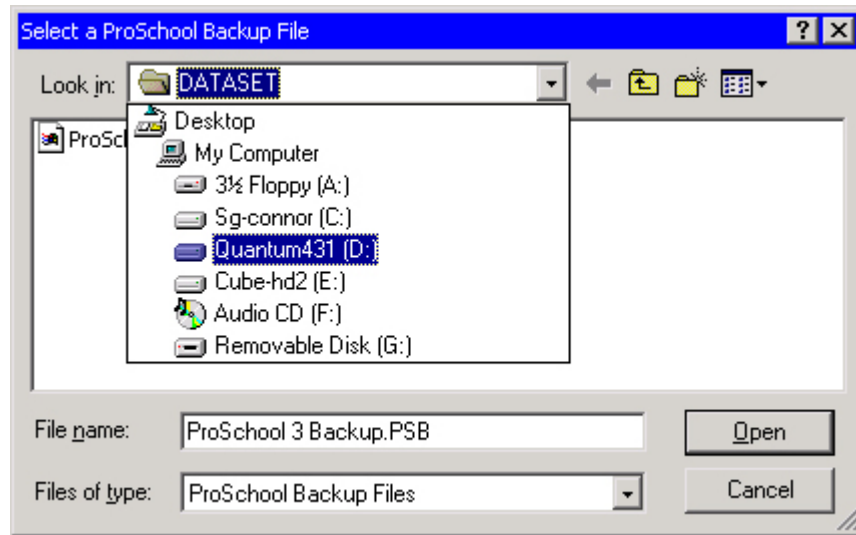 Select a ProSchool Backup File
Look in: DATASET
Desktop
ProSc
My Computer
3½ Floppy (A:)
Sg-connor (C:)
Quantum431 (D:)
Cube-hd2 (E:)
Audio CD (F:)
Removable Disk (G:)
File name: ProSchool 3 Backup.PSB Open
Files of type: ProSchool Backup Files Cancel